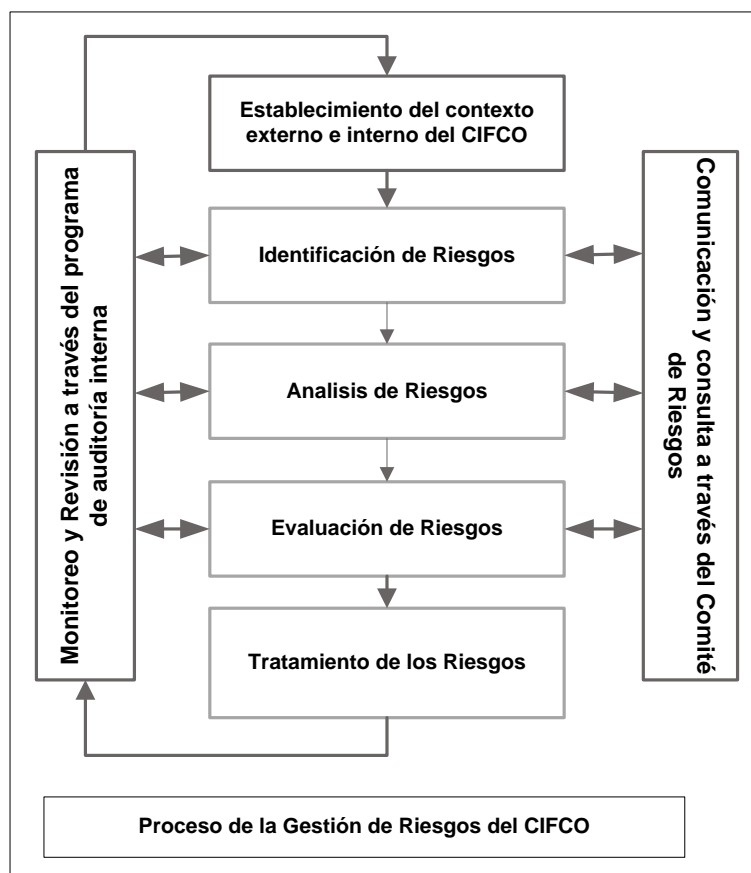 Establecimiento del contexto
externo e interno del CIFCO
Monitoreo y Revisión a través del programa
de auditoría interna
Identificación de Riesgos
Analisis de Riesgos
Evaluación de Riesgos
Tratamiento de los Riesgos
Comunicación y consulta a través del Comité
de Riesgos
Proceso de la Gestión de Riesgos del CIFCO